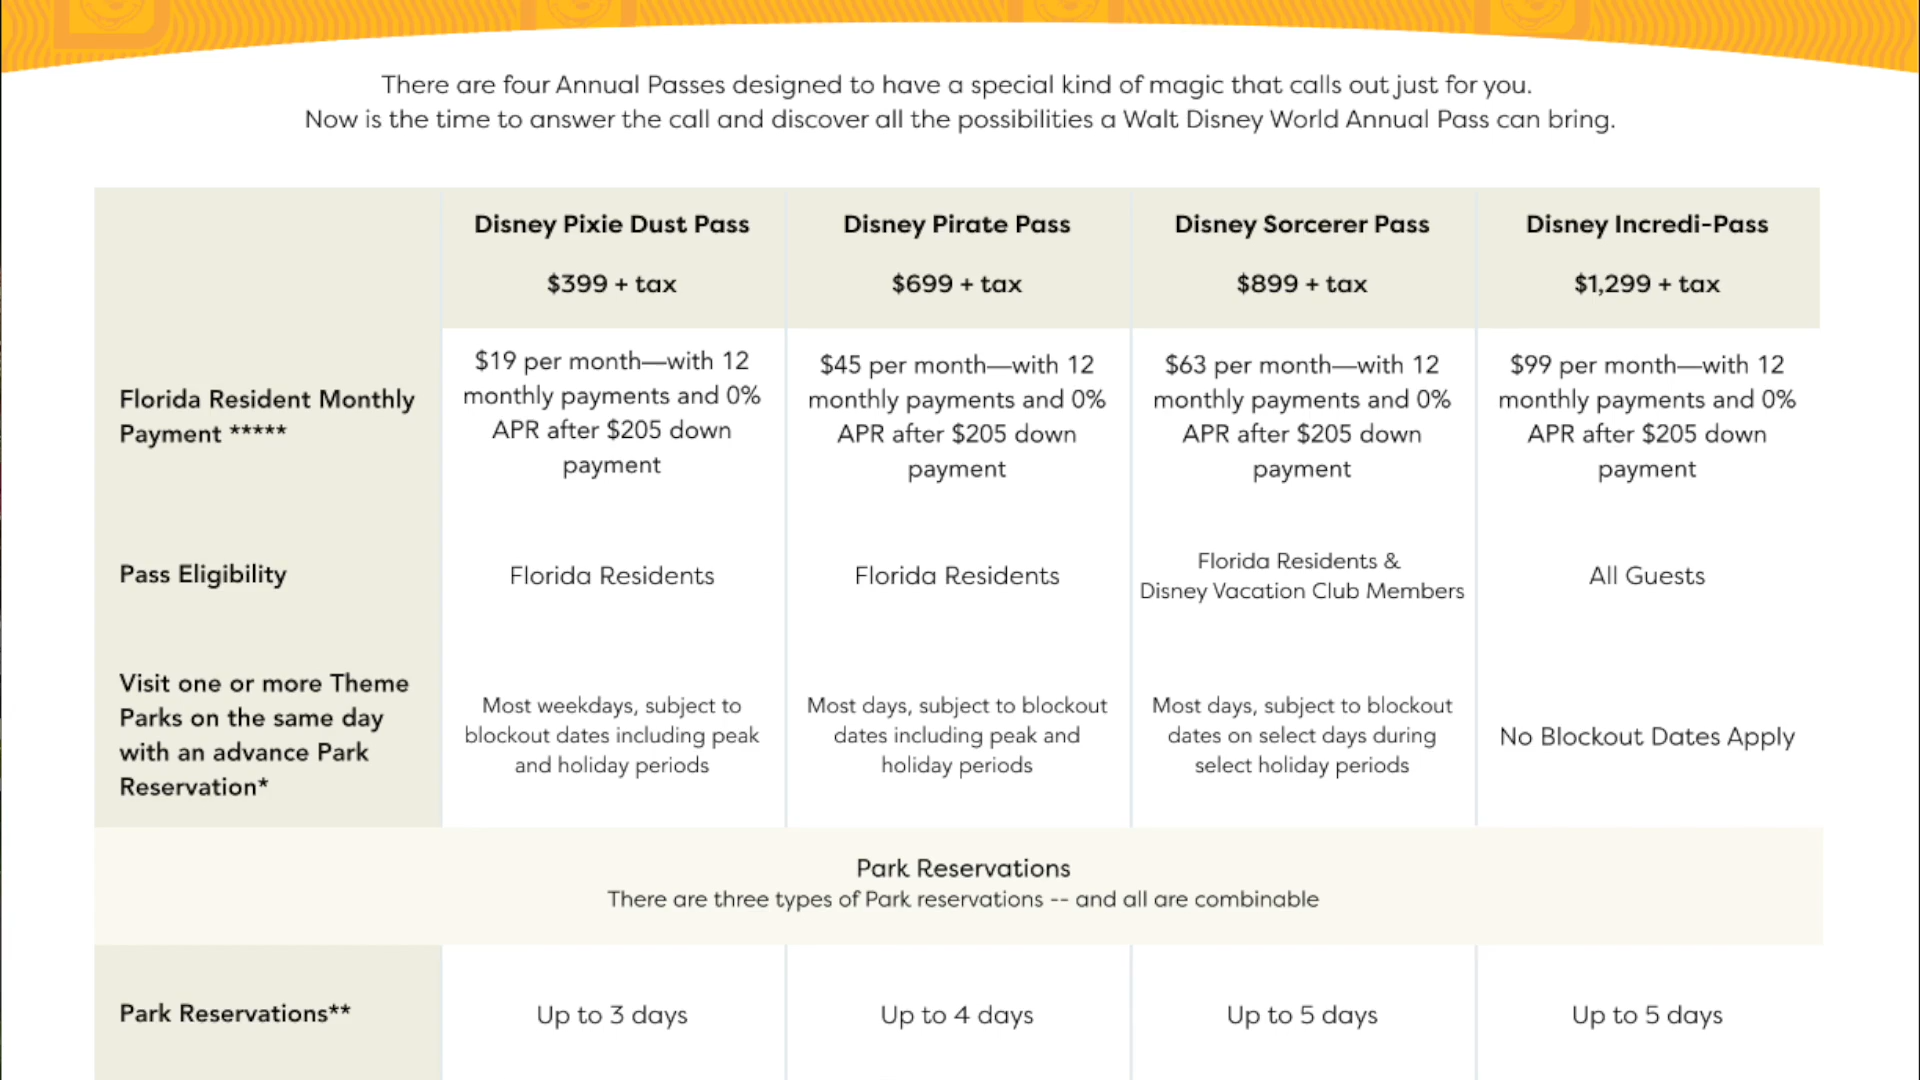 There are four Annual Passes designed to have a special kind of magic that calls out just for you.
Now is the time to answer the call and discover all the possibilities a Walt Disney World Annual Pass can bring.
Disney Pixie Dust Pass
$399 + tax
Disney Pirate Pass
$699 + tax
Disney Sorcerer Pass
$899 + tax
Disney Incredi-Pass
$1,299 + tax
Florida Resident Monthly
Payment *****
$19 per month—with 12
monthly payments and 0%
APR after $205 down
payment
$45 per month—with 12
monthly payments and 0%
APR after $205 down
payment
$63 per month—with 12
monthly payments and 0%
APR after $205 down
payment
$99 per month—with 12
monthly payments and 0%
APR after $205 down
payment
Pass Eligibility
Florida Residents
Florida Residents
Florida Residents &
Disney Vacation Club Members
All Guests
Visit one or more Theme
Parks on the same day
with an advance Park
Reservation*
Most weekdays, subject to
blockout dates including peak
and holiday periods
Most days, subject to blockout
dates including peak and
holiday periods
Most days, subject to blockout
dates on select days during
select holiday periods
No Blockout Dates Apply
Park Reservations
There are three types of Park reservations -- and all are combinable
Park Reservations**
Up to 3 days
Up to 4 days
Up to 5 days
Up to 5 days